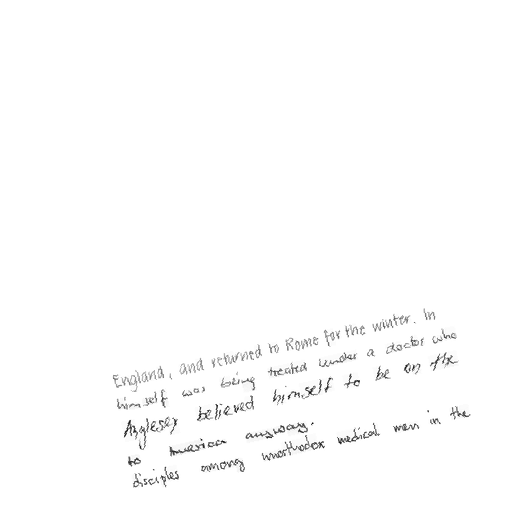 England, and returned to Rome for the winter. In
himself was being treated under a doctor who
Anglesey believed himself to be on the
to anyway.
disciples among unorthodox medical men in the